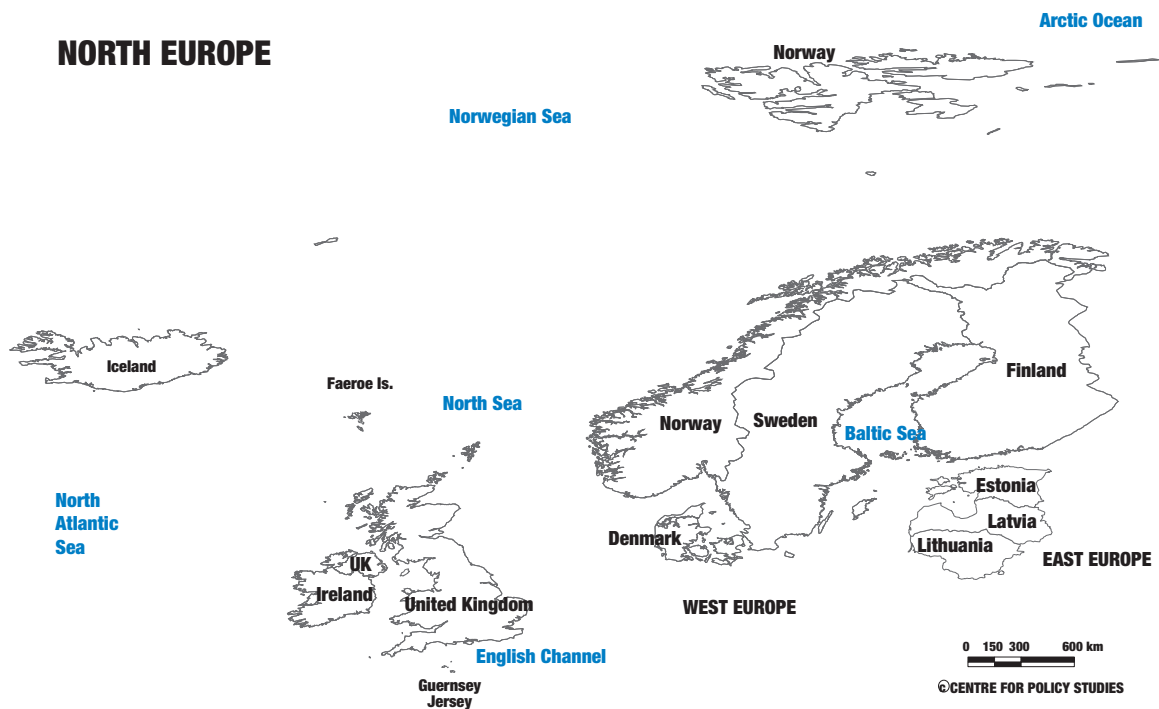 Arctic Ocean
NORTH EUROPE
Norway
Norwegian Sea
Iceland
Faeroe Is.
North Sea
Norway
Sweden
Finland
Baltic Sea
North
Atlantic
Sea
Estonia
Latvia
Lithuania
Denmark
EAST EUROPE
UK
Ireland
United Kingdom
WEST EUROPE
English Channel
Guernsey
Jersey
0 150 300 600 km
©CENTRE FOR POLICY STUDIES